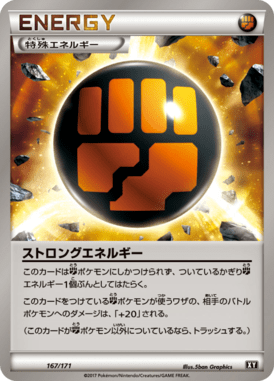 ENERGY
とくしゅ
特殊エネルギー
ストロングエネルギー
このカードは闘ポケモンにしかつけられず、ついているかぎり闘
エネルギー1個ぶんとしてはたらく。
このカードをつけている闘ポケモンが使うワザの、相手のバトル
ポケモンへのダメージは、「+20」される。
(このカードが闘ポケモン以外についているなら、トラッシュする。)
167/171
Illus.5ban Graphics
XY
©2017 Pokémon/Nintendo/Creatures/GAME FREAK.